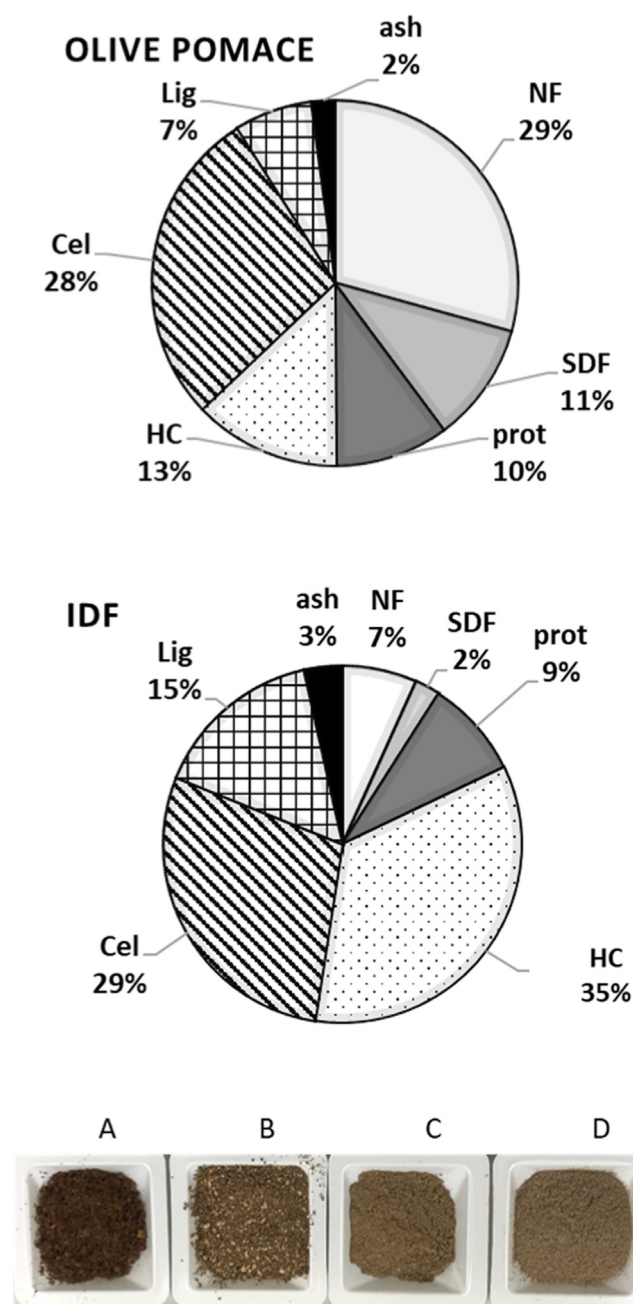 OLIVE POMACE
ash
2%
NF
29%
Lig
7%
Cel
28%
SDF
11%
HC
13%
prot
10%
IDF
ash
3%
NF
7%
SDF
2%
prot
9%
Lig
15%
Cel
29%
HC
35%
A B C D